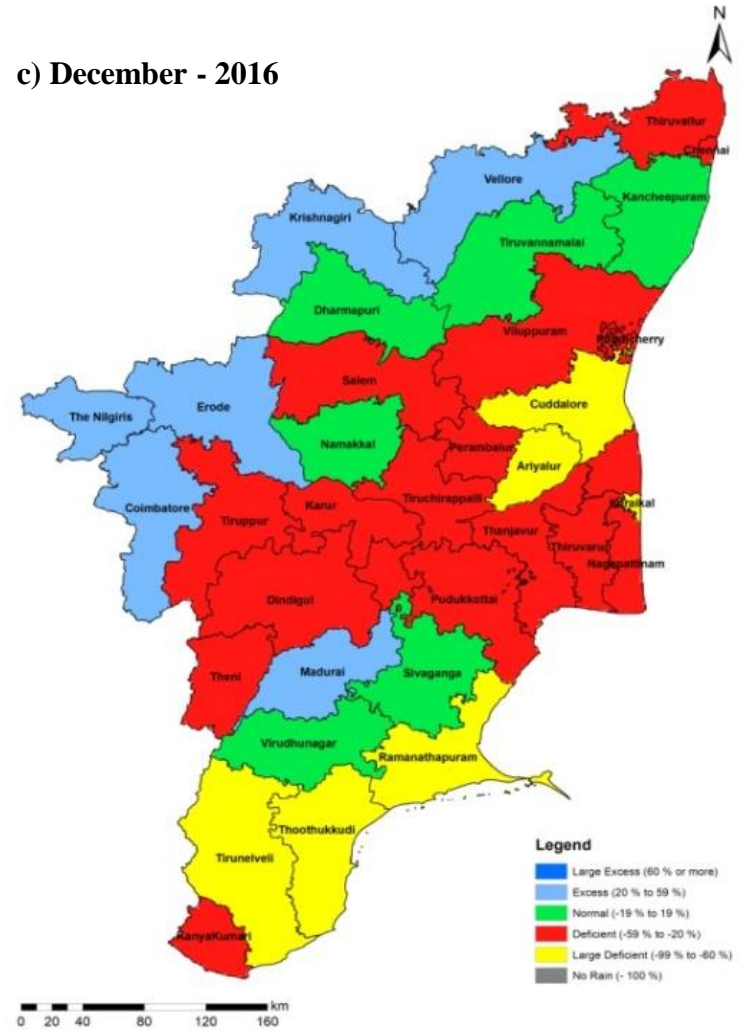 N
c) December - 2016
Thiruvallur
Chennai
Vellore
Kancheepuram
Krishnagiri
Tiruvannamalai
Dharmapuri
Viluppuram
Salem
Cuddalore
The Nilgiris
Erode
Namakkal
Perambalur
Ariyalur
Coimbatore
Karur
Tiruchirappalli
Tiruppur
Thanjavur
Nagapattinam
Dindigul
Pudukkottai
Theni
Madurai
Sivaganga
Virudhunagar
Ramanathapuram
Thoothukkudi
Tirunelveli
KanyaKumari
Legend
Large Excess (60 % or more)
Excess (20 % to 59 %)
Normal (-19 % to 19 %)
Deficient (-59 % to -20 %)
Large Deficient (-99 % to -60 %)
No Rain (- 100 %)
km
0 20 40 80 120 160